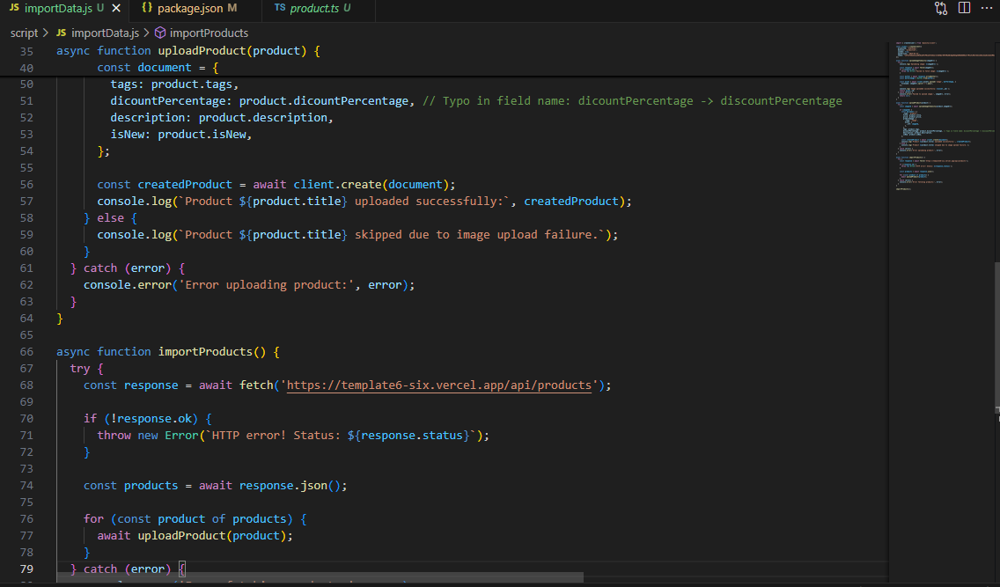 JS importData.js U ✕ {} package.json M TS product.ts U
script > JS importData.js > importProducts
35 async function uploadProduct(product) {
40 const document = {
50 tags: product.tags,
51 dicountPercentage: product.dicountPercentage, // Typo in field name: dicountPercentage -> discountPercentage
52 description: product.description,
53 isNew: product.isNew,
54 };
55
56 const createdProduct = await client.create(document);
57 console.log(`Product ${product.title} uploaded successfully:`, createdProduct);
58 } else {
59 console.log(`Product ${product.title} skipped due to image upload failure.`);
60 }
61 } catch (error) {
62 console.error('Error uploading product:', error);
63 }
64 }
65
66 async function importProducts() {
67 try {
68 const response = await fetch('https://template6-six.vercel.app/api/products');
69
70 if (!response.ok) {
71 throw new Error(`HTTP error! Status: ${response.status}`);
72 }
73
74 const products = await response.json();
75
76 for (const product of products) {
77 await uploadProduct(product);
78 }
79 } catch (error) {